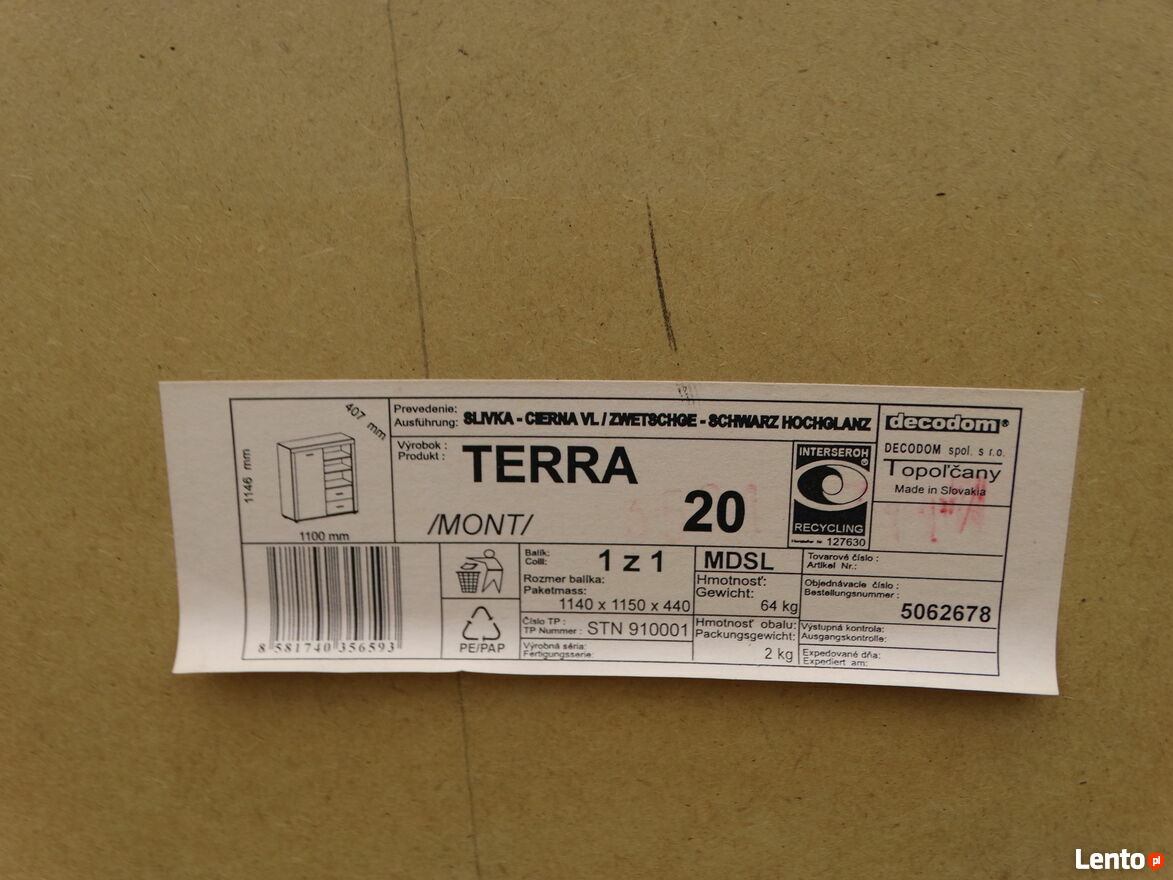 407 mm
1146 mm
1100 mm
Prevedenie:
Ausführung:
SLIVKA - CIERNA VL / ZWETSCHGE - SCHWARZ HOCHGLANZ
Výrobok :
Produkt :
TERRA
/MONT/
20
INTERSEROH
®
RECYCLING
Hersteller Nr. 127630
decodom®
DECODOM spol. s r.o.
Topoľčany
Made in Slovakia
8 581740 356593
PE/PAP
Balík:
Colli:
1 z 1
Rozmer balíka:
Paketmass:
1140 x 1150 x 440
Číslo TP :
TP Nummer :
STN 910001
Výrobná séria:
Fertigungsserie:
MDSL
Hmotnosť:
Gewicht:
64 kg
Hmotnosť obalu:
Packungsgewicht:
2 kg
Tovarové číslo :
Artikel Nr.:
Objednávacie číslo :
Bestellungsnummer :
5062678
Výstupná kontrola:
Ausgangskontrolle:
Expedované dňa:
Expediert am:
Lento.pl